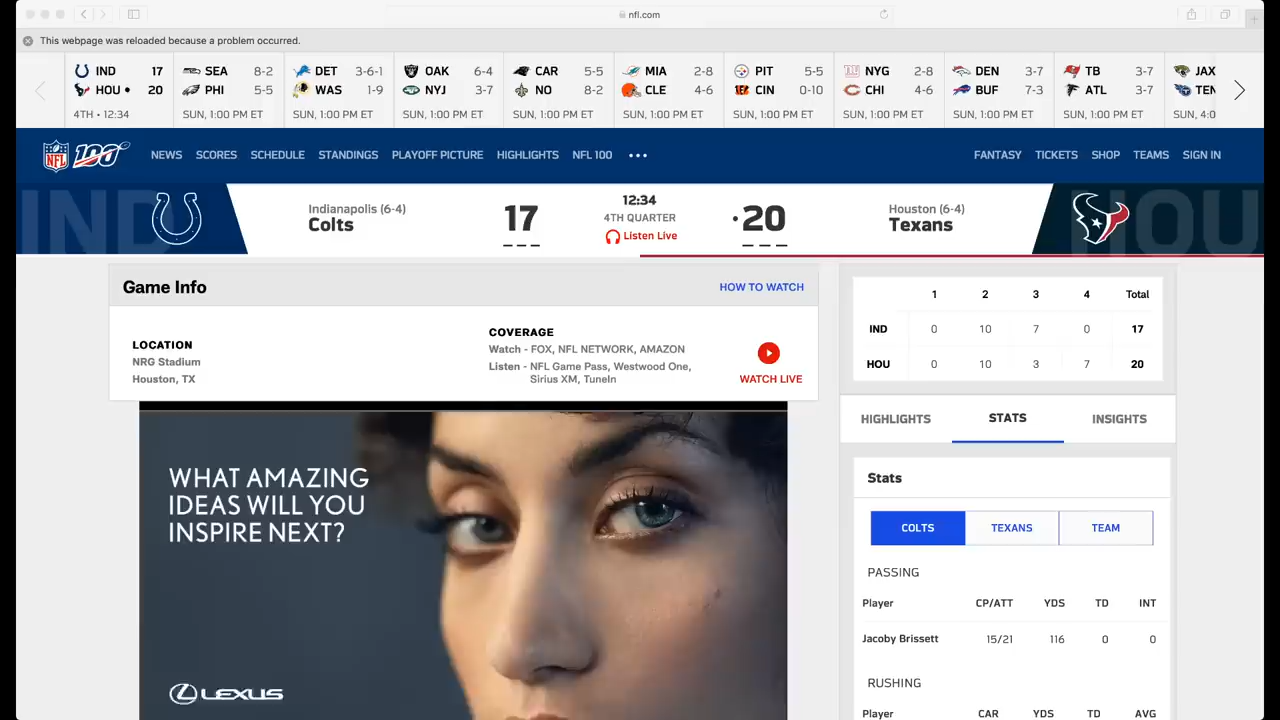 nfl.com
This webpage was reloaded because a problem occurred.
IND 17
HOU • 20
4TH • 12:34
SEA 8-2
PHI 5-5
SUN, 1:00 PM ET
DET 3-6-1
WAS 1-9
SUN, 1:00 PM ET
OAK 6-4
NYJ 3-7
SUN, 1:00 PM ET
CAR 5-5
NO 8-2
SUN, 1:00 PM ET
MIA 2-8
CLE 4-6
SUN, 1:00 PM ET
PIT 5-5
CIN 0-10
SUN, 1:00 PM ET
NYG 2-8
CHI 4-6
SUN, 1:00 PM ET
DEN 3-7
BUF 7-3
SUN, 1:00 PM ET
TB 3-7
ATL 3-7
SUN, 1:00 PM ET
JAX
TEN
SUN, 4:0
NFL 100 NEWS SCORES SCHEDULE STANDINGS PLAYOFF PICTURE HIGHLIGHTS NFL 100 ••• FANTASY TICKETS SHOP TEAMS SIGN IN
IND
Indianapolis (6-4)
Colts
17
12:34
4TH QUARTER
Listen Live
·20
Houston (6-4)
Texans
HOU
Game Info
HOW TO WATCH
LOCATION
NRG Stadium
Houston, TX
COVERAGE
Watch - FOX, NFL NETWORK, AMAZON
Listen - NFL Game Pass, Westwood One,
Sirius XM, TuneIn
WATCH LIVE
WHAT AMAZING
IDEAS WILL YOU
INSPIRE NEXT?
LEXUS
1 2 3 4 Total
IND 0 10 7 0 17
HOU 0 10 3 7 20
HIGHLIGHTS STATS INSIGHTS
Stats
COLTS TEXANS TEAM
PASSING
Player CP/ATT YDS TD INT
Jacoby Brissett 15/21 116 0 0
RUSHING
Player CAR YDS TD AVG